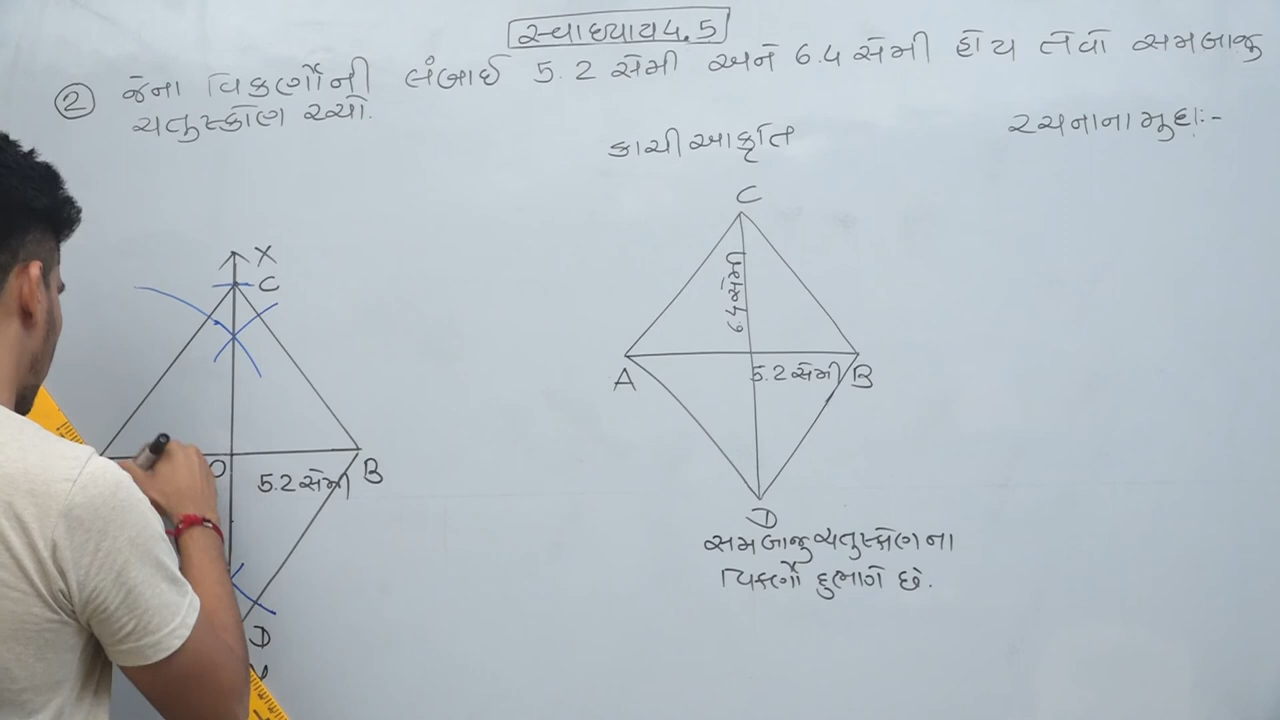 સ્વાધ્યાય 4.5
② જેના વિકર્ણોની લંબાઈ 5.2 સેમી અને 6.4 સેમી હોય તેવો સમબાજુ
ચતુષ્કોણ રચો.
રચનાના મુદ્દા:-
કાચી આકૃતિ
C
6.4 સેમી
A
5.2 સેમી
B
D
સમબાજુ ચતુષ્કોણના
વિકર્ણો દુભાગે છે.
X
C
O
5.2 સેમી
B
D